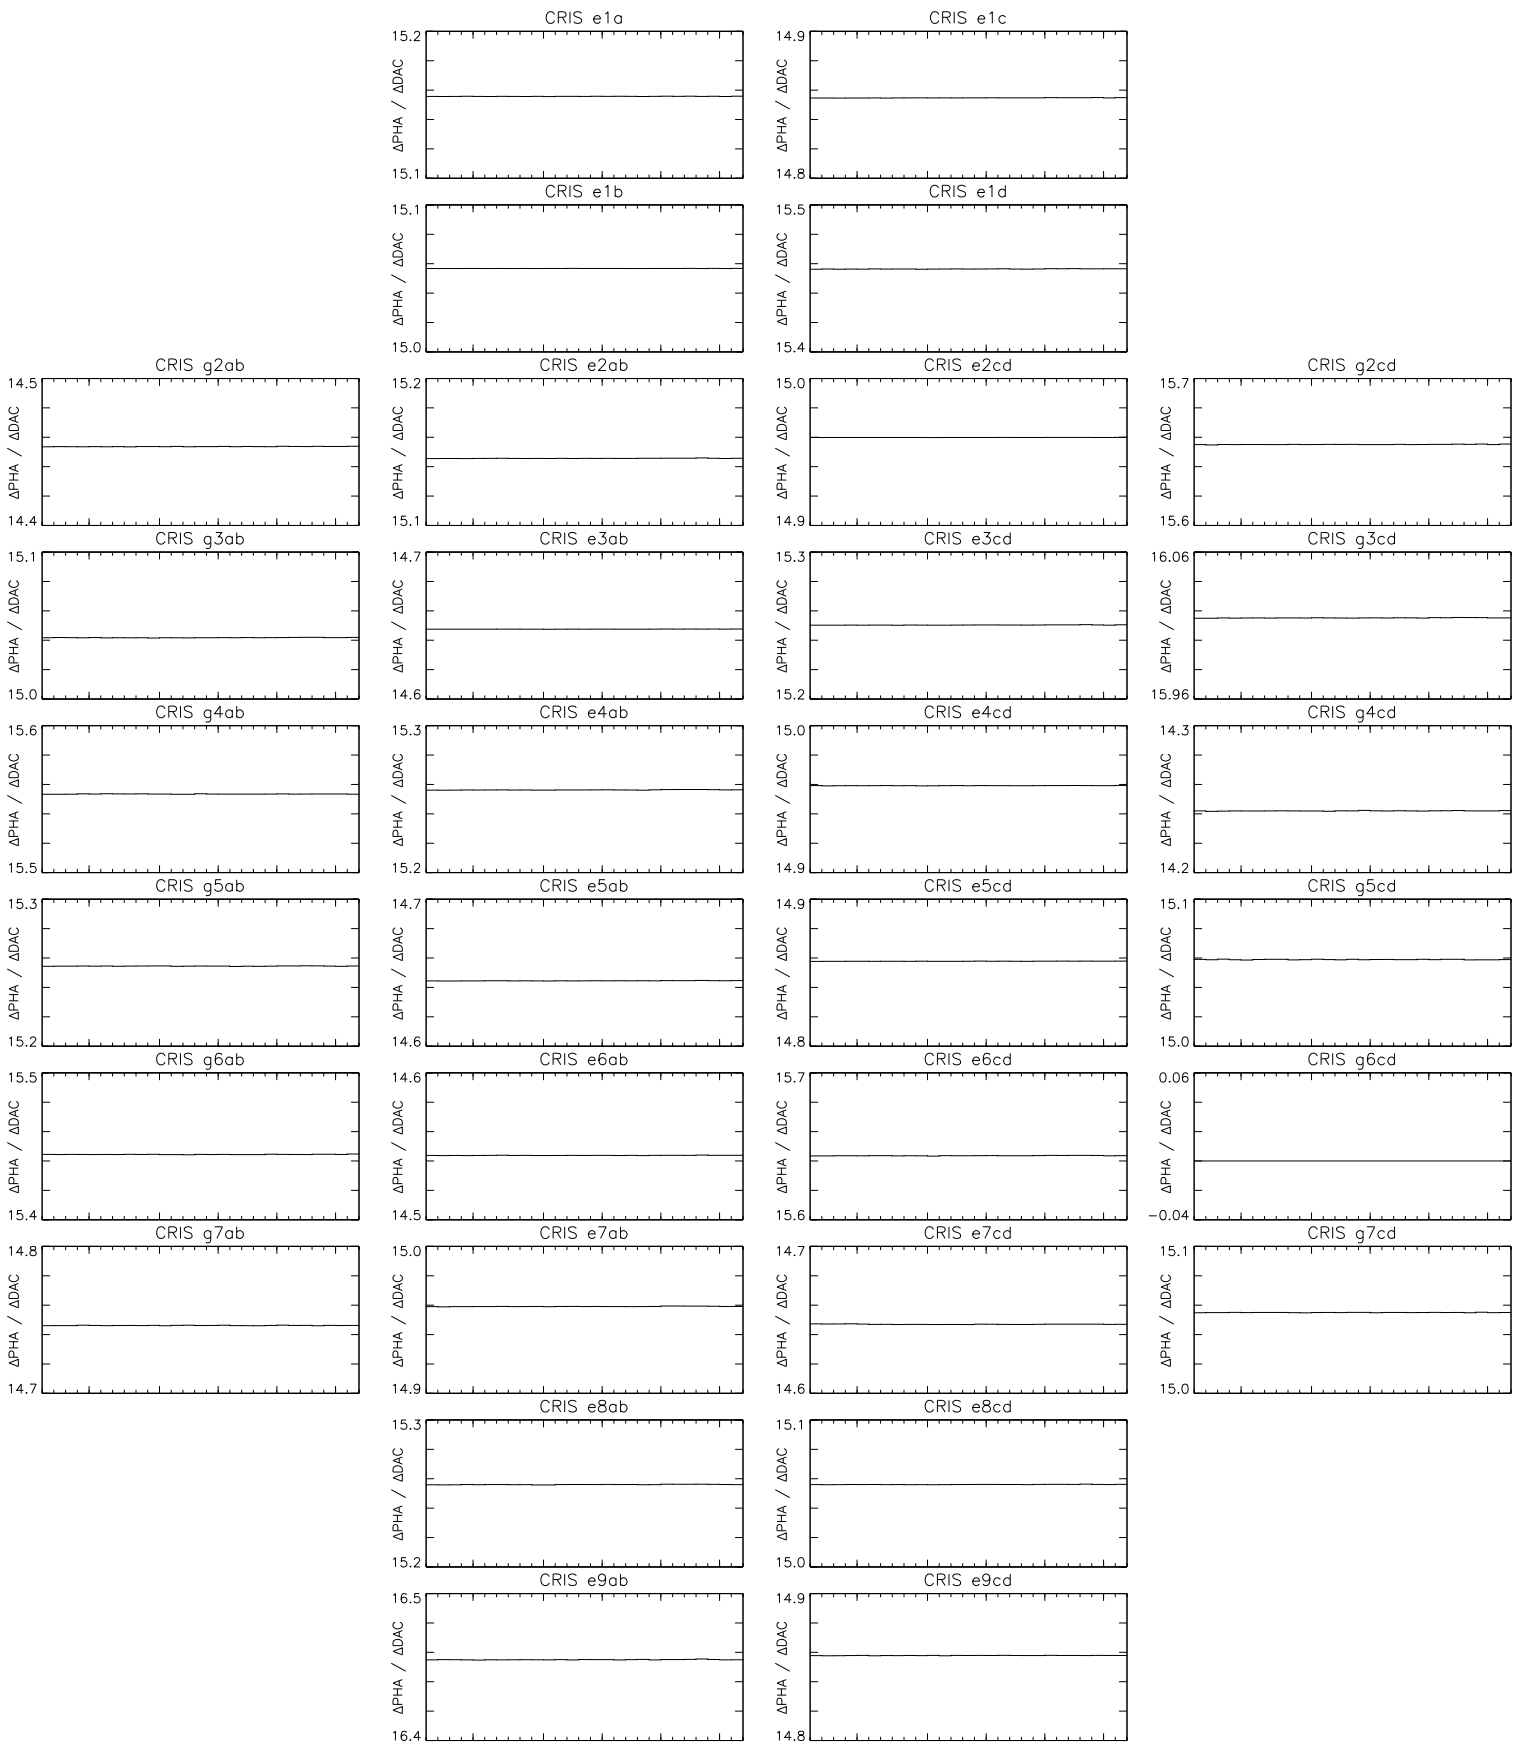 CRIS e1a
15.2
ΔPHA / ΔDAC
15.1
CRIS e1c
14.9
ΔPHA / ΔDAC
14.8
CRIS e1b
15.1
ΔPHA / ΔDAC
15.0
CRIS e1d
15.5
ΔPHA / ΔDAC
15.4
CRIS g2ab
14.5
ΔPHA / ΔDAC
14.4
CRIS e2ab
15.2
ΔPHA / ΔDAC
15.1
CRIS e2cd
15.0
ΔPHA / ΔDAC
14.9
CRIS g2cd
15.7
ΔPHA / ΔDAC
15.6
CRIS g3ab
15.1
ΔPHA / ΔDAC
15.0
CRIS e3ab
14.7
ΔPHA / ΔDAC
14.6
CRIS e3cd
15.3
ΔPHA / ΔDAC
15.2
CRIS g3cd
16.06
ΔPHA / ΔDAC
15.96
CRIS g4ab
15.6
ΔPHA / ΔDAC
15.5
CRIS e4ab
15.3
ΔPHA / ΔDAC
15.2
CRIS e4cd
15.0
ΔPHA / ΔDAC
14.9
CRIS g4cd
14.3
ΔPHA / ΔDAC
14.2
CRIS g5ab
15.3
ΔPHA / ΔDAC
15.2
CRIS e5ab
14.7
ΔPHA / ΔDAC
14.6
CRIS e5cd
14.9
ΔPHA / ΔDAC
14.8
CRIS g5cd
15.1
ΔPHA / ΔDAC
15.0
CRIS g6ab
15.5
ΔPHA / ΔDAC
15.4
CRIS e6ab
14.6
ΔPHA / ΔDAC
14.5
CRIS e6cd
15.7
ΔPHA / ΔDAC
15.6
CRIS g6cd
0.06
ΔPHA / ΔDAC
−0.04
CRIS g7ab
14.8
ΔPHA / ΔDAC
14.7
CRIS e7ab
15.0
ΔPHA / ΔDAC
14.9
CRIS e7cd
14.7
ΔPHA / ΔDAC
14.6
CRIS g7cd
15.1
ΔPHA / ΔDAC
15.0
CRIS e8ab
15.3
ΔPHA / ΔDAC
15.2
CRIS e8cd
15.1
ΔPHA / ΔDAC
15.0
CRIS e9ab
16.5
ΔPHA / ΔDAC
16.4
CRIS e9cd
14.9
ΔPHA / ΔDAC
14.8